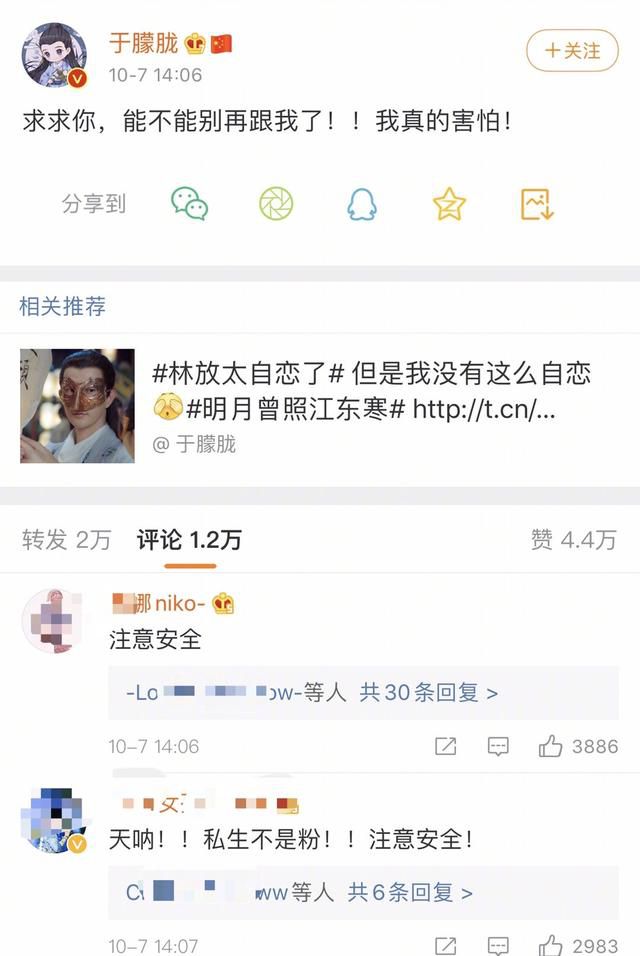 于朦胧
10-7 14:06
+关注
求求你，能不能别再跟我了！！我真的害怕！
分享到
相关推荐
#林放太自恋了# 但是我没有这么自恋
#明月曾照江东寒# http://t.cn/...
@ 于朦胧
转发 2万 评论 1.2万 赞 4.4万
娜niko-
注意安全
-Lo ow-等人 共30条回复 >
10-7 14:06 3886
天呐！！私生不是粉！！注意安全！
ww等人 共6条回复 >
10-7 14:07 2983